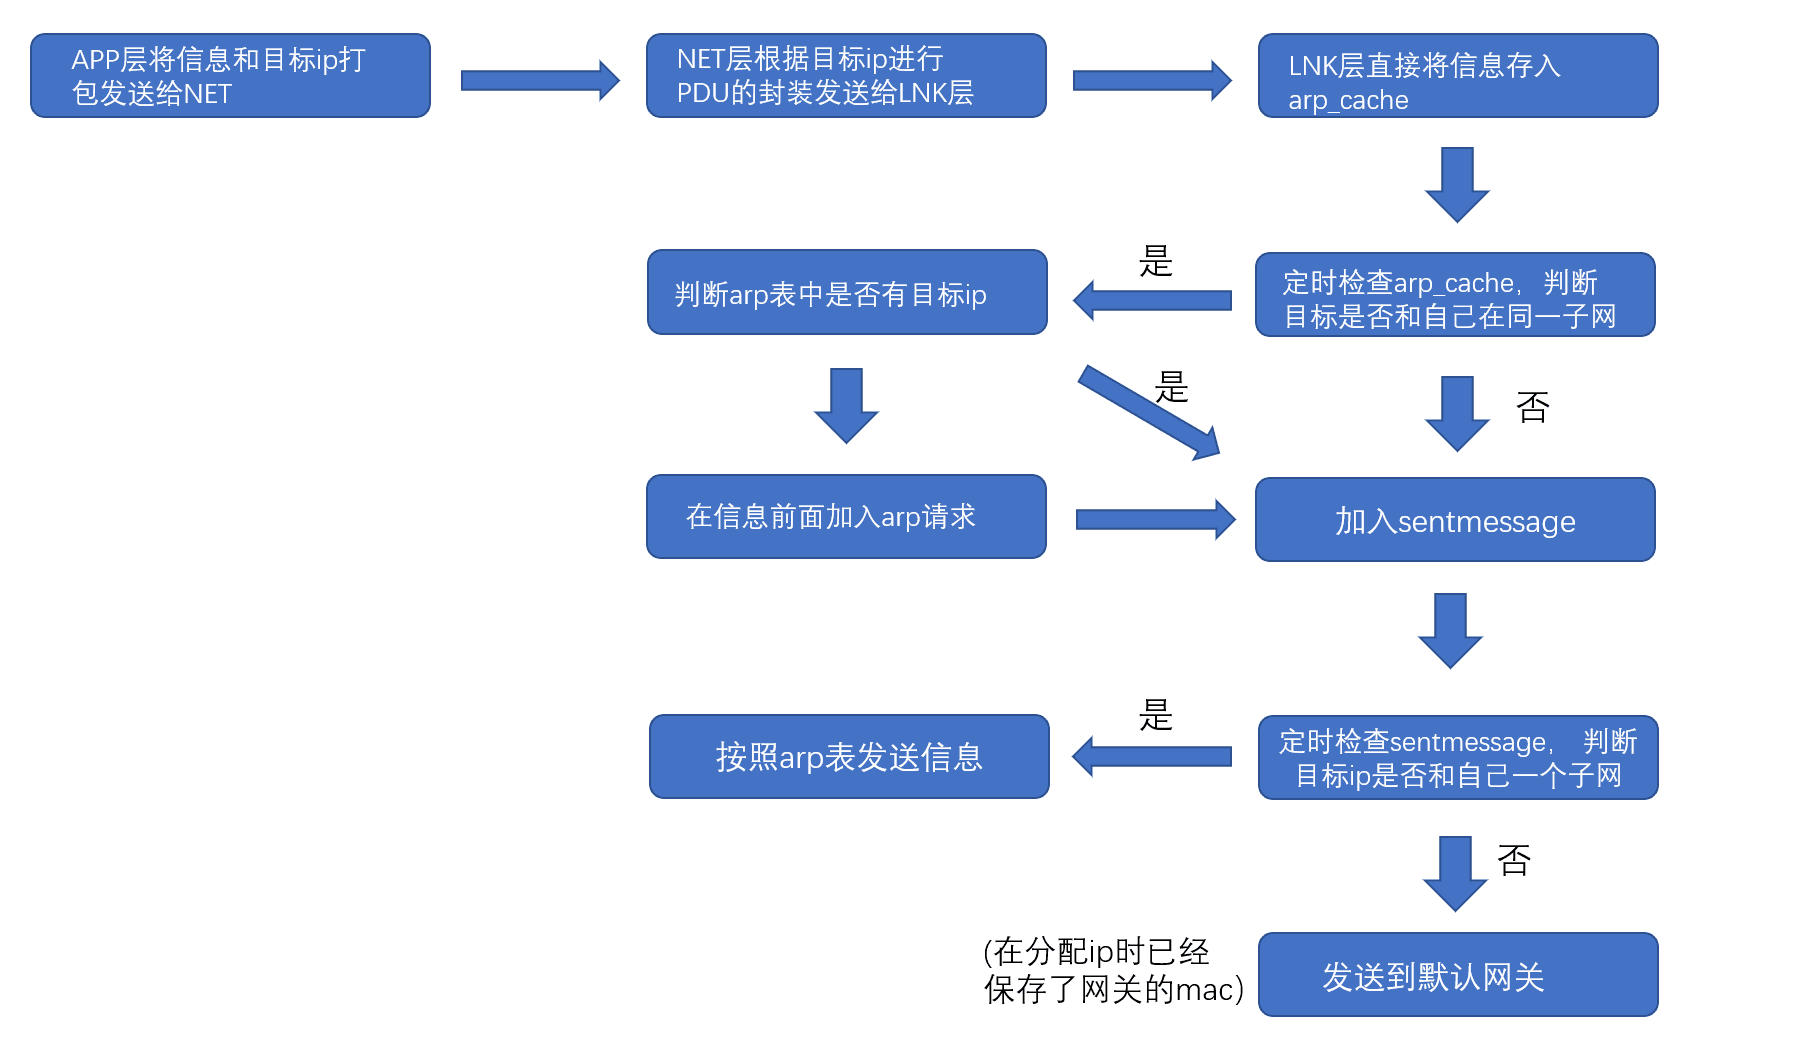 APP层将信息和目标ip打
包发送给NET
NET层根据目标ip进行
PDU的封装发送给LNK层
LNK层直接将信息存入
arp_cache
定时检查arp_cache,判断
目标是否和自己在同一子网
是
判断arp表中是否有目标ip
是
否
在信息前面加入arp请求
加入sentmessage
定时检查sentmessage, 判断
目标ip是否和自己一个子网
是
按照arp表发送信息
否
(在分配ip时已经
保存了网关的mac)
发送到默认网关